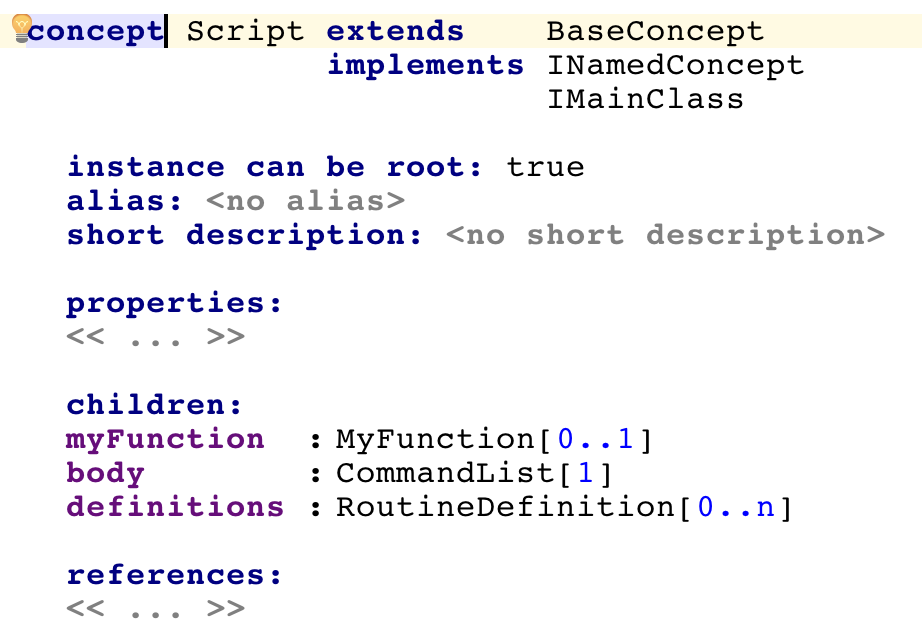 concept Script extends BaseConcept
implements INamedConcept
IMainClass
instance can be root: true
alias: <no alias>
short description: <no short description>
properties:
<< ... >>
children:
myFunction : MyFunction[0..1]
body : CommandList[1]
definitions : RoutineDefinition[0..n]
references:
<< ... >>